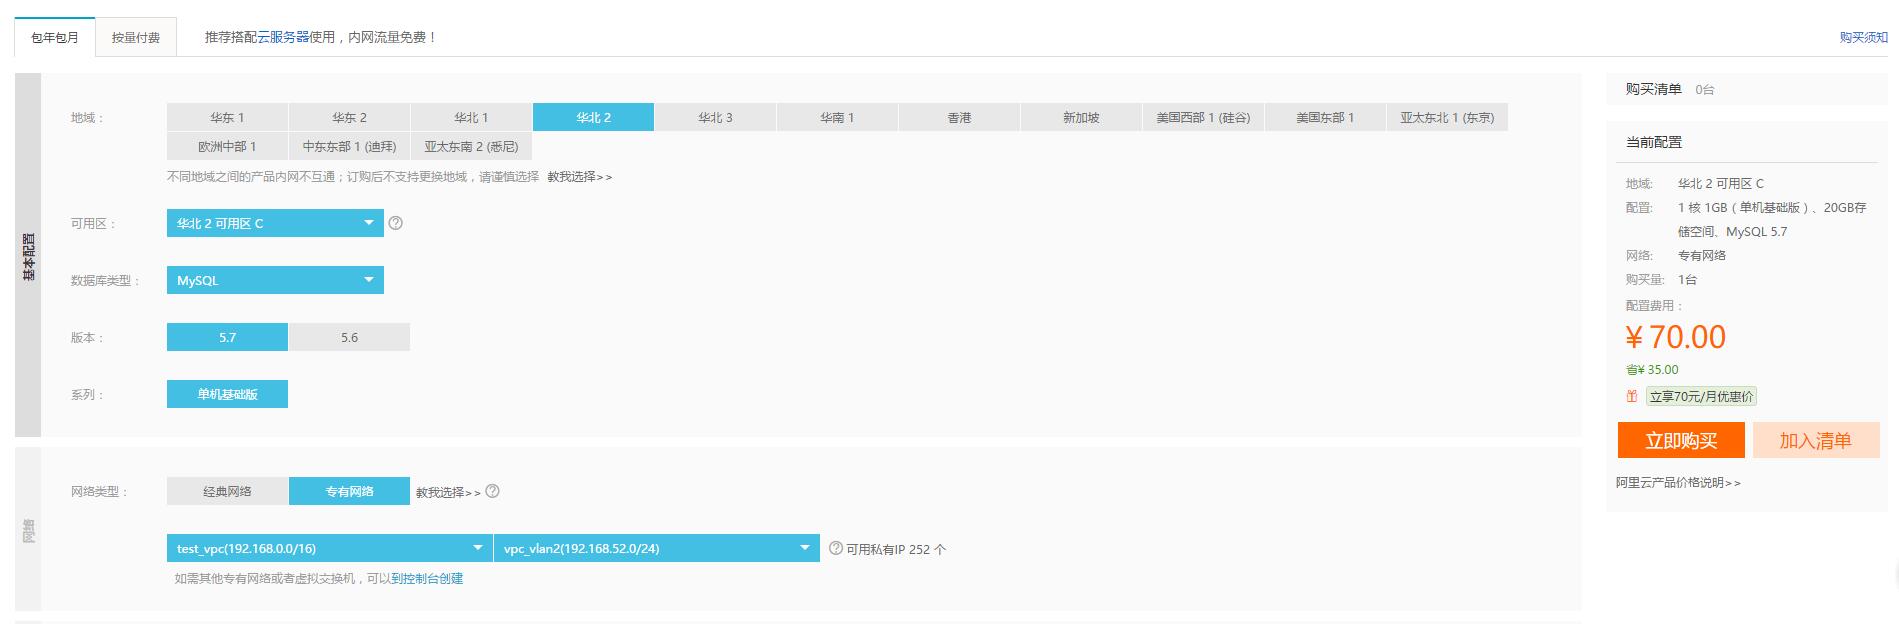 包年包月 按量付费 推荐搭配云服务器使用，内网流量免费！ 购买须知
基本配置
地域： 华东 1 华东 2 华北 1 华北 2 华北 3 华南 1 香港 新加坡 美国西部 1 (硅谷) 美国东部 1 亚太东北 1 (东京)
欧洲中部 1 中东东部 1 (迪拜) 亚太东南 2 (悉尼)
不同地域之间的产品内网不互通；订购后不支持更换地域，请谨慎选择 教我选择>>
可用区： 华北 2 可用区 C
数据库类型： MySQL
版本： 5.7 5.6
系列： 单机基础版
网络
网络类型： 经典网络 专有网络 教我选择>>
test_vpc(192.168.0.0/16) vpc_vlan2(192.168.52.0/24) 可用私有IP 252 个
如需其他专有网络或者虚拟交换机，可以到控制台创建
购买清单 0台
当前配置
地域: 华北 2 可用区 C
配置: 1 核 1GB（单机基础版）、20GB存
储空间、MySQL 5.7
网络: 专有网络
购买量: 1台
配置费用：
¥ 70.00
省¥ 35.00
立享70元/月优惠价
立即购买 加入清单
阿里云产品价格说明>>